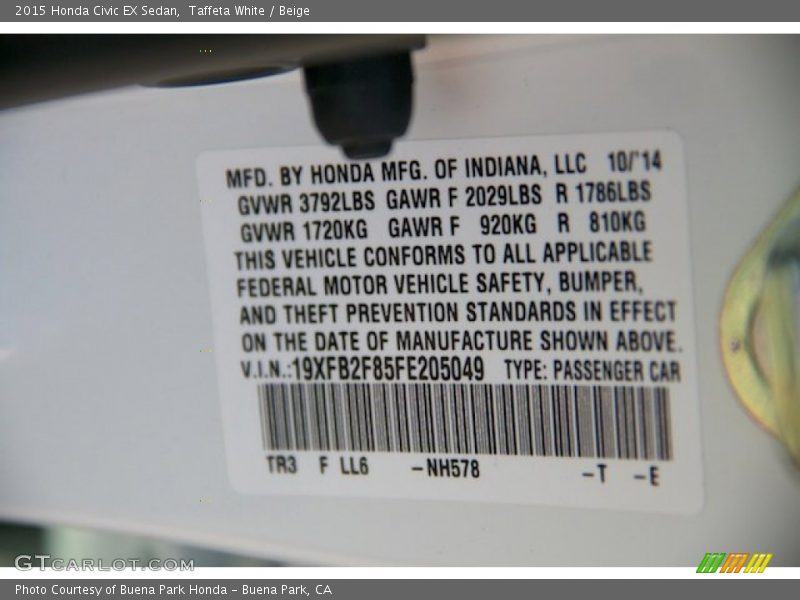 2015 Honda Civic EX Sedan,  Taffeta White / Beige
MFD. BY HONDA MFG. OF INDIANA, LLC 10/'14
GVWR 3792LBS GAWR F 2029LBS R 1786LBS
GVWR 1720KG GAWR F 920KG R 810KG
THIS VEHICLE CONFORMS TO ALL APPLICABLE
FEDERAL MOTOR VEHICLE SAFETY, BUMPER,
AND THEFT PREVENTION STANDARDS IN EFFECT
ON THE DATE OF MANUFACTURE SHOWN ABOVE.
V.I.N.:19XFB2F85FE205049 TYPE: PASSENGER CAR
TR3 F LL6 -NH578 -T -E
GTCARLOT.COM
Photo Courtesy of Buena Park Honda - Buena Park, CA